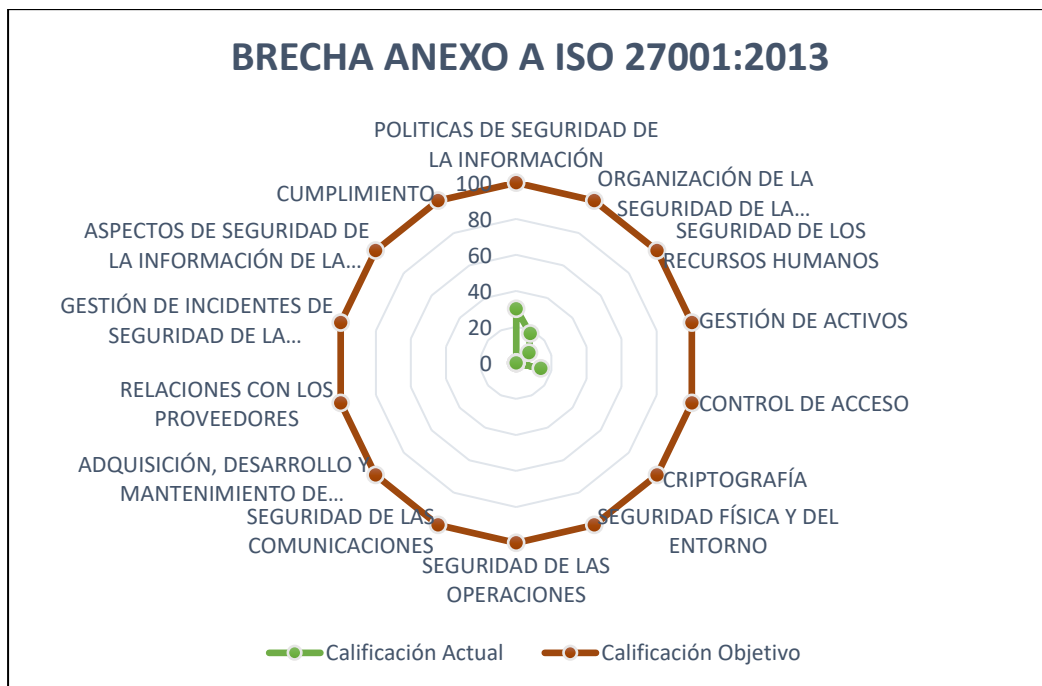 BRECHA ANEXO A ISO 27001:2013
POLITICAS DE SEGURIDAD DE
LA INFORMACIÓN
ORGANIZACIÓN DE LA
SEGURIDAD DE LA...
SEGURIDAD DE LOS
RECURSOS HUMANOS
GESTIÓN DE ACTIVOS
CONTROL DE ACCESO
CRIPTOGRAFÍA
SEGURIDAD FÍSICA Y DEL
ENTORNO
SEGURIDAD DE LAS
OPERACIONES
SEGURIDAD DE LAS
COMUNICACIONES
ADQUISICIÓN, DESARROLLO Y
MANTENIMIENTO DE...
RELACIONES CON LOS
PROVEEDORES
GESTIÓN DE INCIDENTES DE
SEGURIDAD DE LA...
ASPECTOS DE SEGURIDAD DE
LA INFORMACIÓN DE LA...
CUMPLIMIENTO
100
80
60
40
20
0
Calificación Actual
Calificación Objetivo